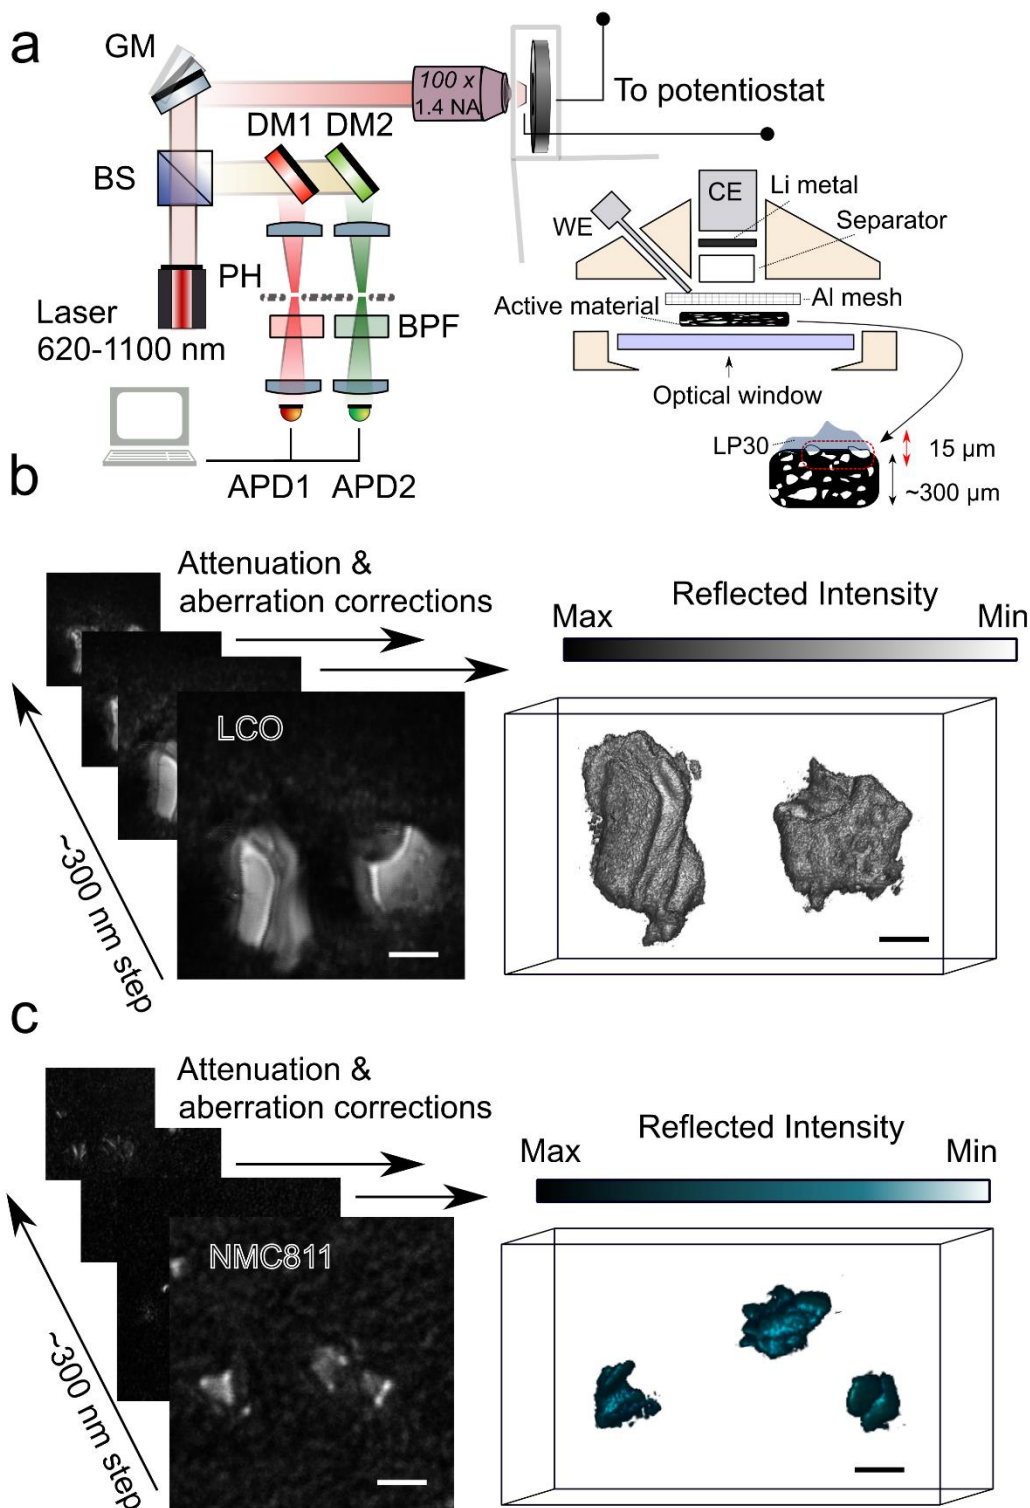 a
GM
100 x
1.4 NA
To potentiostat
DM1 DM2
BS
PH
Laser
620-1100 nm
BPF
APD1 APD2
CE
WE
Li metal
Separator
Al mesh
Active material
Optical window
LP30
15 µm
~300 µm
b
Attenuation &
aberration corrections
Reflected Intensity
Max
Min
LCO
~300 nm step
c
Attenuation &
aberration corrections
Reflected Intensity
Max
Min
NMC811
~300 nm step